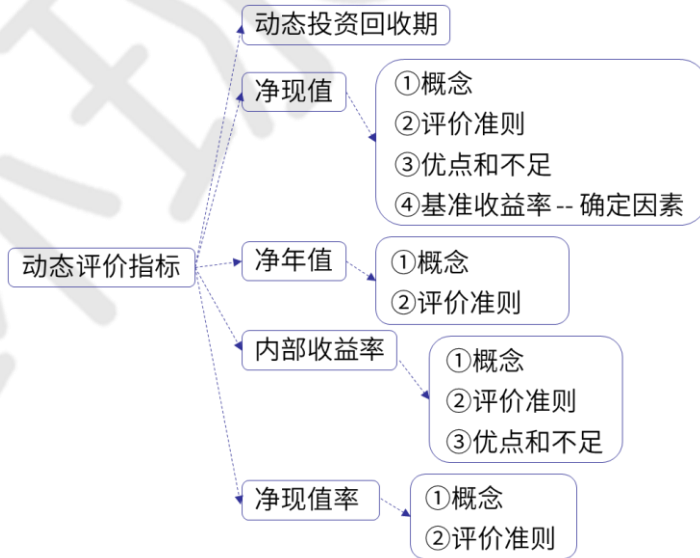 动态投资回收期
净现值
①概念
②评价准则
③优点和不足
④基准收益率 -- 确定因素
动态评价指标
净年值
①概念
②评价准则
内部收益率
①概念
②评价准则
③优点和不足
净现值率
①概念
②评价准则